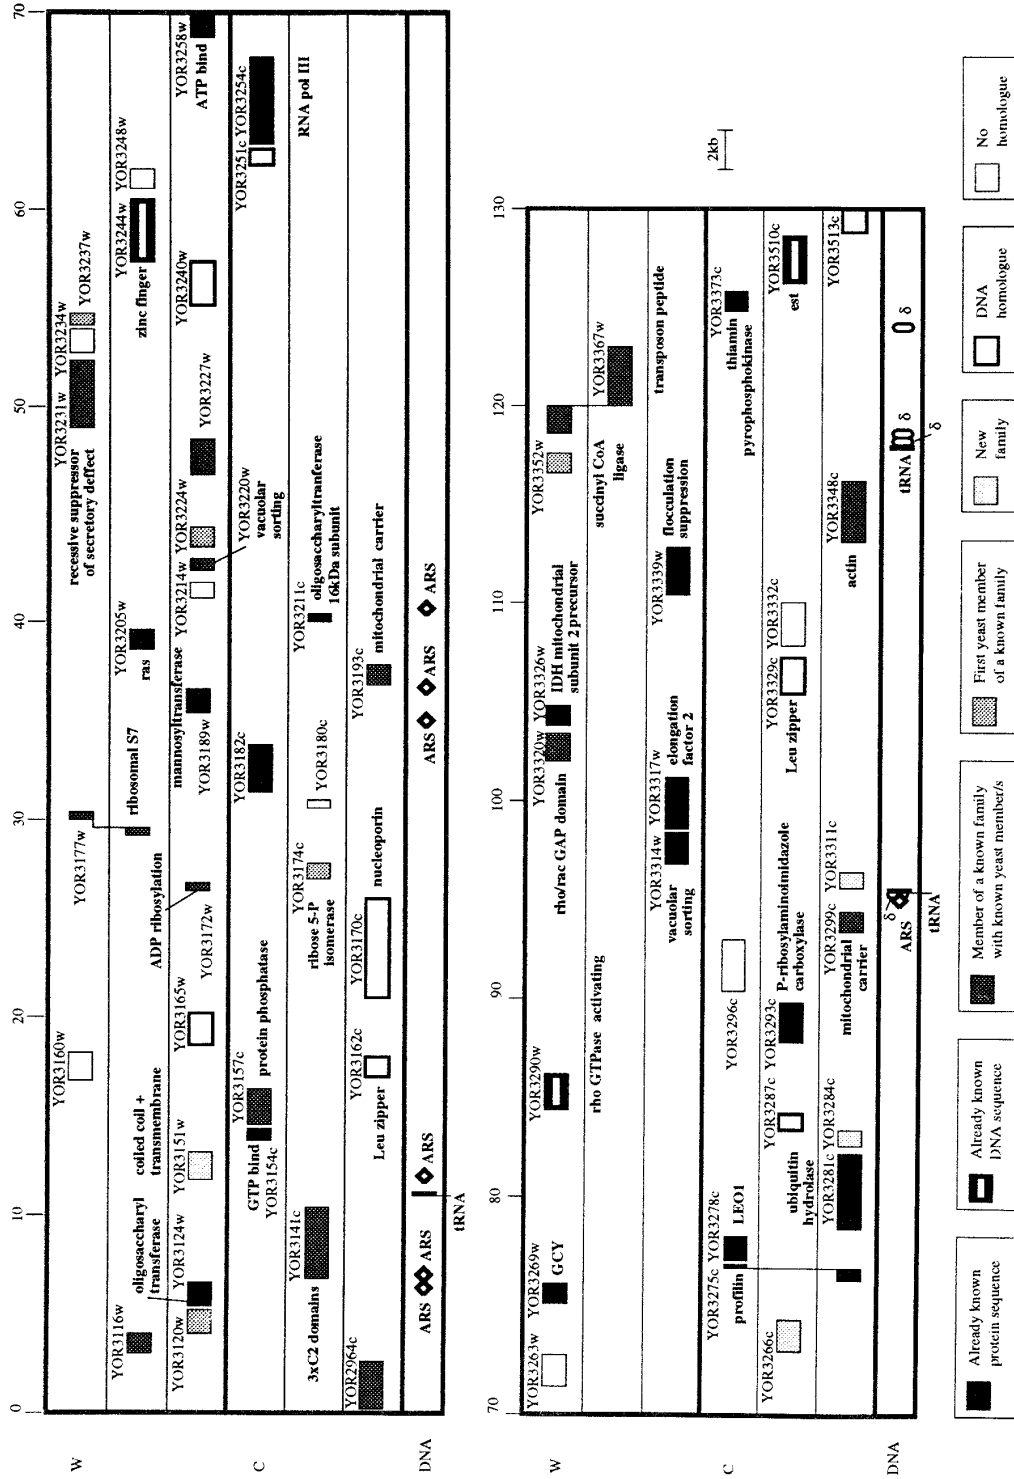 0 10 20 30 40 50 60 70
W
YOR3160w
YOR3177w
YOR3231w
YOR3234w
YOR3237w
recessive suppressor
of secretory deffect
YOR3116w
oligosaccharyl
transferase
coiled coil +
transmembrane
ribosomal S7
YOR3205w
ras
YOR3244w
zinc finger
YOR3248w
YOR3120w
YOR3124w
YOR3151w
YOR3165w
ADP ribosylation
YOR3172w
mannosyltransferase
YOR3189w
YOR3214w
YOR3224w
YOR3227w
YOR3240w
YOR3258w
ATP bind
C
GTP bind
YOR3154c
YOR3157c
protein phosphatase
YOR3182c
YOR3220w
vacuolar
sorting
YOR3251c
YOR3254c
YOR3141c
3xC2 domains
YOR3174c
ribose 5-P
isomerase
YOR3180c
YOR3211c
oligosaccharyltranferase
16kDa subunit
RNA pol III
YOR2964c
YOR3162c
Leu zipper
YOR3170c
nucleoporin
YOR3193c
mitochondrial carrier
DNA
ARS
ARS
tRNA
ARS
ARS
ARS
ARS
70 80 90 100 110 120 130
W
YOR3263w
YOR3269w
GCY
YOR3290w
rho GTPase activating
YOR3320w
rho/rac GAP domain
YOR3326w
IDH mitochondrial
subunit 2 precursor
YOR3352w
succinyl CoA
ligase
YOR3367w
YOR3314w
vacuolar
sorting
YOR3317w
elongation
factor 2
YOR3339w
flocculation
suppression
transposon peptide
C
YOR3275c
profilin
YOR3278c
LEO1
YOR3296c
YOR3373c
thiamin
pyrophosphokinase
2kb
YOR3266c
YOR3287c
ubiquitin
hydrolase
YOR3293c
P-ribosylaminoimidazole
carboxylase
YOR3329c
Leu zipper
YOR3332c
YOR3510c
est
YOR3281c
YOR3284c
YOR3299c
mitochondrial
carrier
YOR3311c
YOR3348c
actin
YOR3513c
DNA
δ
ARS
tRNA
tRNA
δ
δ
δ
Already known
protein sequence
Already known
DNA sequence
Member of a known family
with known yeast member/s
First yeast member
of a known family
New
family
DNA
homologue
No
homologue